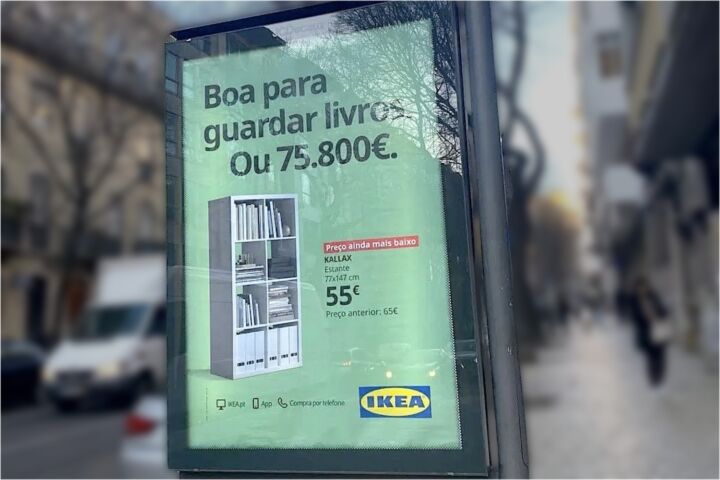 Boa para
guardar livros.
Ou 75.800€.
Preço ainda mais baixo
KALLAX
Estante
77x147 cm
55€
Preço anterior: 65€
IKEA.pt App Compra por telefone
IKEA